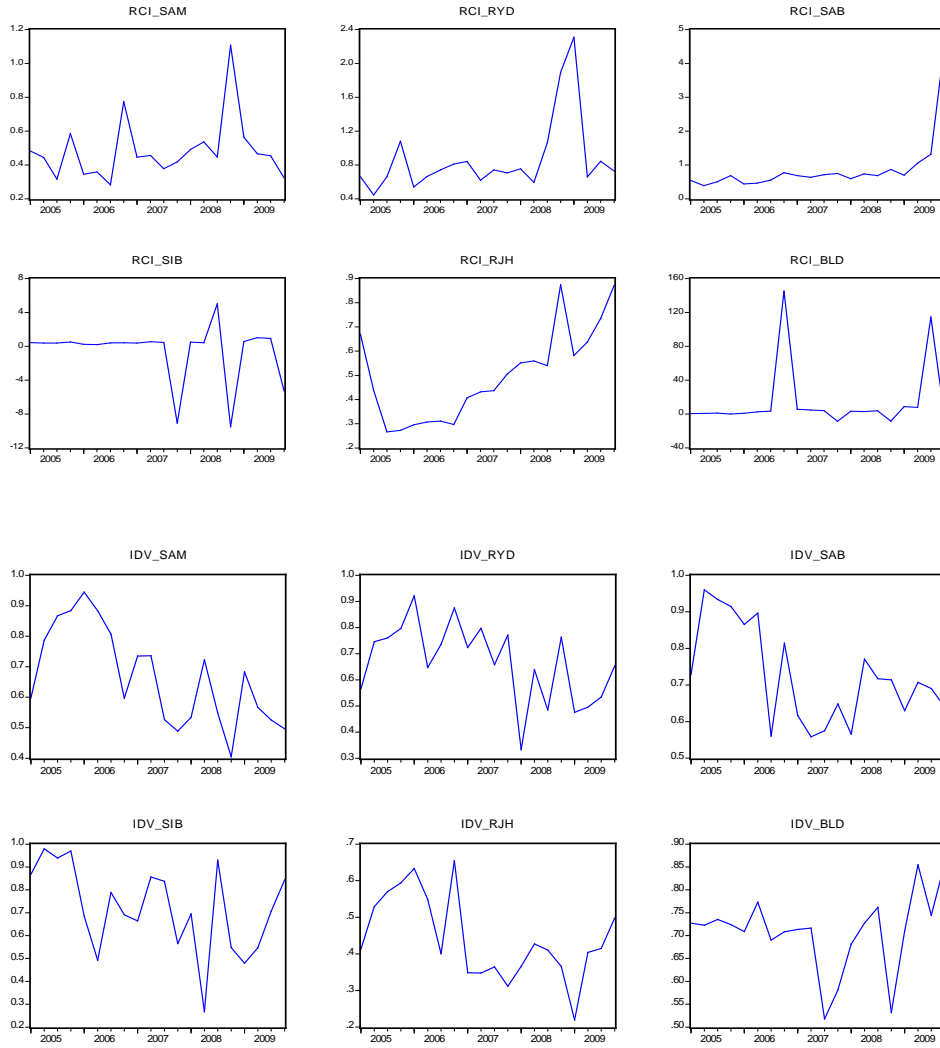 RCI_SAM RCI_RYD RCI_SAB
1.2 2.4 5
1.0 2.0 4
0.8 1.6 3
0.6 1.2 2
0.4 0.8 1
0.2 0.4 0
2005 2006 2007 2008 2009 2005 2006 2007 2008 2009 2005 2006 2007 2008 2009
RCI_SIB RCI_RJH RCI_BLD
8 .9 160
.8
4 120
.7
0 80
.6
-4 .5 40
.4
-8 0
.3
-12 .2 -40
2005 2006 2007 2008 2009 2005 2006 2007 2008 2009 2005 2006 2007 2008 2009
IDV_SAM IDV_RYD IDV_SAB
1.0 1.0 1.0
0.9 0.9 0.9
0.8 0.8
0.8
0.7 0.7
0.6 0.7
0.6
0.5 0.6
0.5 0.4
0.4 0.3 0.5
2005 2006 2007 2008 2009 2005 2006 2007 2008 2009 2005 2006 2007 2008 2009
IDV_SIB IDV_RJH IDV_BLD
1.0 .7 .90
0.9 .85
.6
0.8 .80
0.7 .5 .75
0.6 .70
0.5 .4 .65
0.4 .60
.3
0.3 .55
0.2 .2 .50
2005 2006 2007 2008 2009 2005 2006 2007 2008 2009 2005 2006 2007 2008 2009